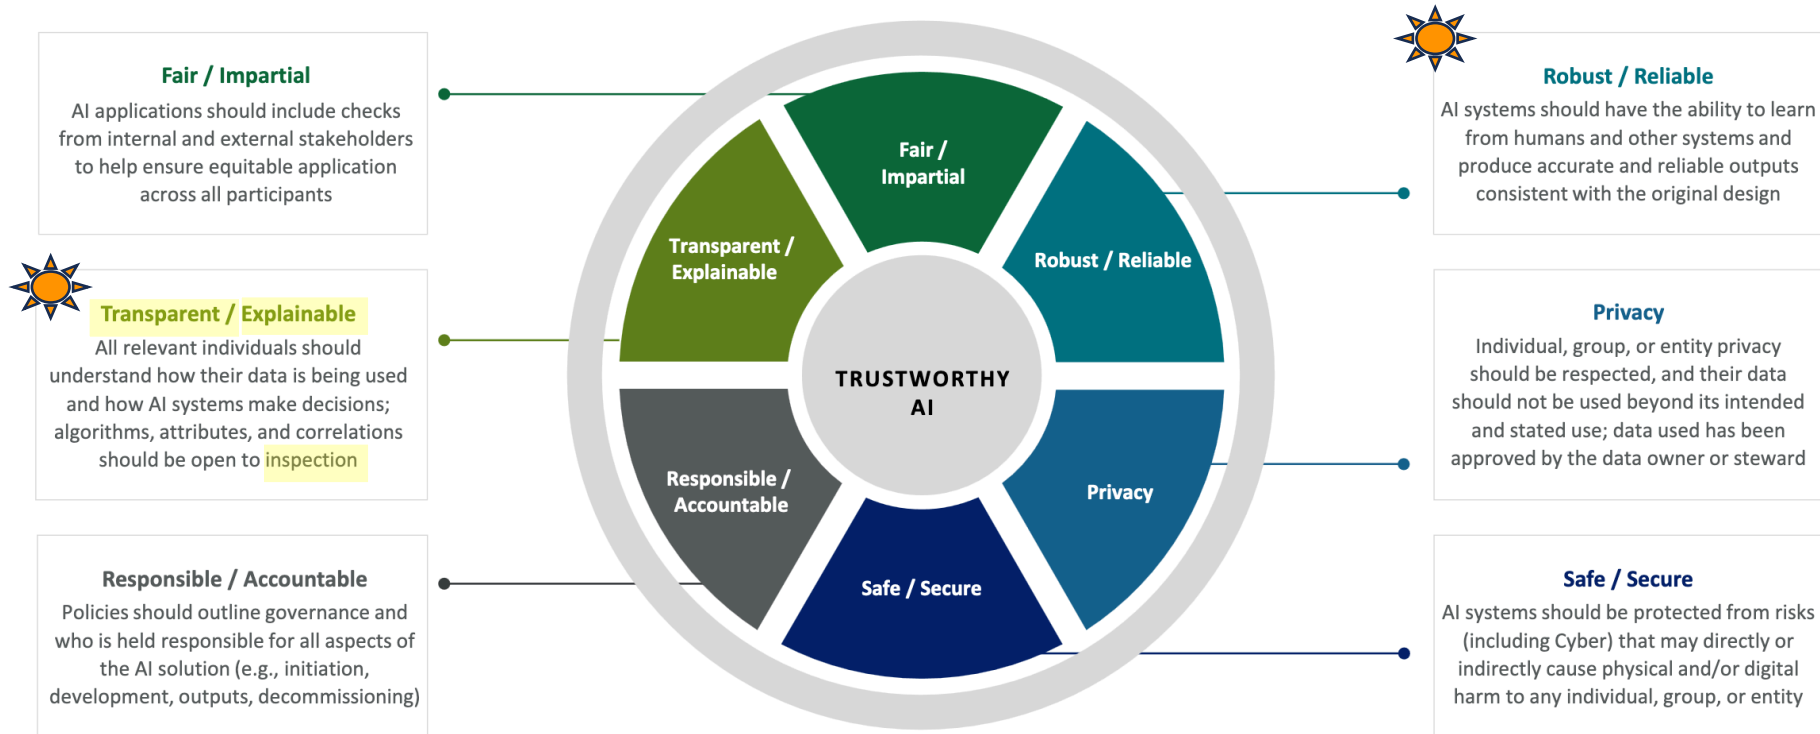 Fair / Impartial
AI applications should include checks
from internal and external stakeholders
to help ensure equitable application
across all participants
Transparent / Explainable
All relevant individuals should
understand how their data is being used
and how AI systems make decisions;
algorithms, attributes, and correlations
should be open to inspection
Responsible / Accountable
Policies should outline governance and
who is held responsible for all aspects of
the AI solution (e.g., initiation,
development, outputs, decommissioning)
Fair /
Impartial
Transparent /
Explainable
Robust / Reliable
TRUSTWORTHY
AI
Responsible /
Accountable
Privacy
Safe / Secure
Robust / Reliable
AI systems should have the ability to learn
from humans and other systems and
produce accurate and reliable outputs
consistent with the original design
Privacy
Individual, group, or entity privacy
should be respected, and their data
should not be used beyond its intended
and stated use; data used has been
approved by the data owner or steward
Safe / Secure
AI systems should be protected from risks
(including Cyber) that may directly or
indirectly cause physical and/or digital
harm to any individual, group, or entity